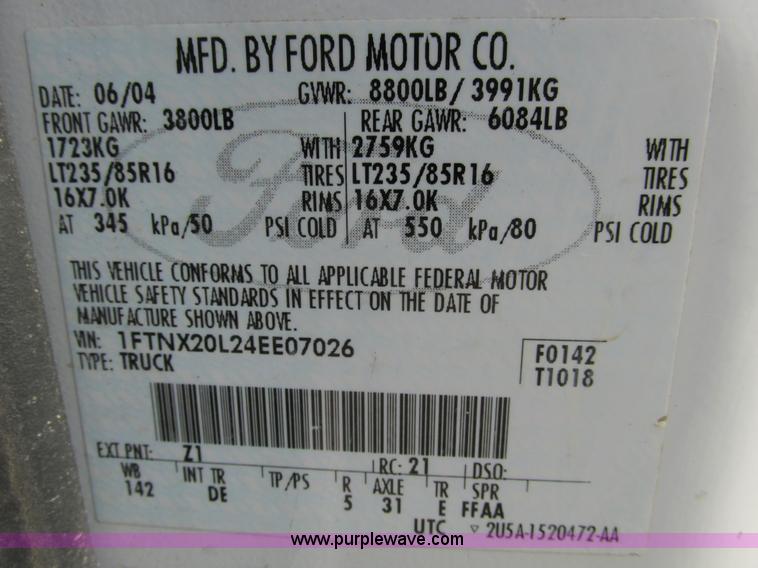 MFD. BY FORD MOTOR CO.
DATE: 06/04 GVWR: 8800LB/ 3991KG
FRONT GAWR: 3800LB REAR GAWR: 6084LB
1723KG WITH 2759KG WITH
LT235/85R16 TIRES LT235/85R16 TIRES
16X7.0K RIMS 16X7.0K RIMS
AT 345 kPa/50 PSI COLD AT 550 kPa/80 PSI COLD
Ford
THIS VEHICLE CONFORMS TO ALL APPLICABLE FEDERAL MOTOR
VEHICLE SAFETY STANDARDS IN EFFECT ON THE DATE OF
MANUFACTURE SHOWN ABOVE.
VIN: 1FTNX20L24EE07026
TYPE: TRUCK
F0142
T1018
EXT PNT: Z1 RC: 21 DSO:
WB INT TR TP/PS R AXLE TR SPR
142 DE 5 31 E FFAA
UTC ▽ 2U5A-1520472-AA
www.purplewave.com